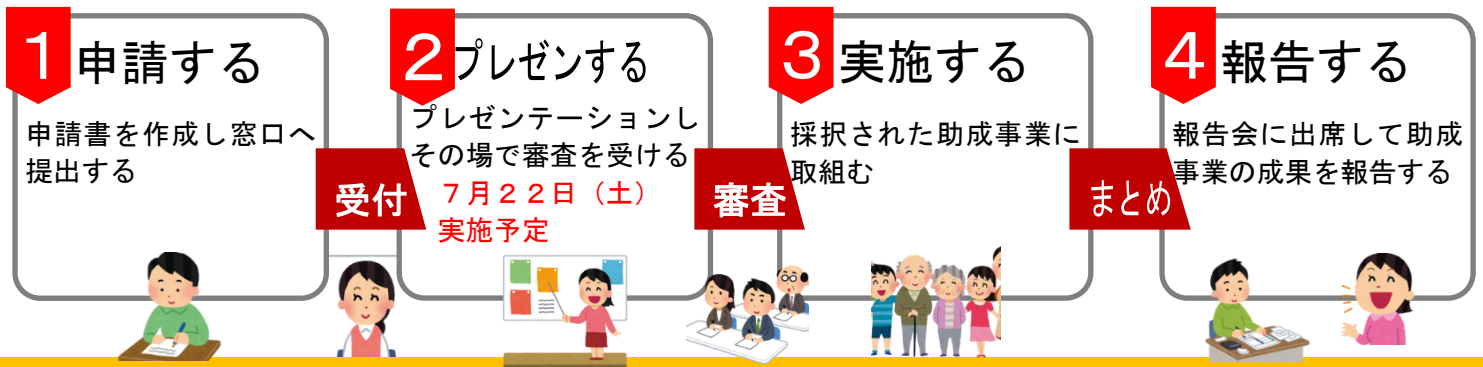 １ 申請する
申請書を作成し窓口へ
提出する
受付
２ プレゼンする
プレゼンテーションし
その場で審査を受ける
７月２２日（土）
実施予定
審査
３ 実施する
採択された助成事業に
取組む
まとめ
４ 報告する
報告会に出席して助成
事業の成果を報告する